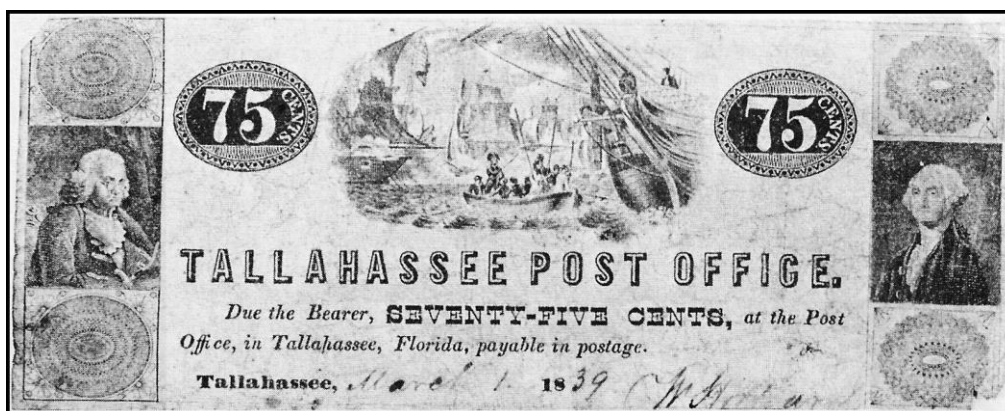 75 CENTS
75 CENTS
TALLAHASSEE POST OFFICE.
Due the Bearer, SEVENTY-FIVE CENTS, at the Post
Office, in Tallahassee, Florida, payable in postage.
Tallahassee, March 1 1839